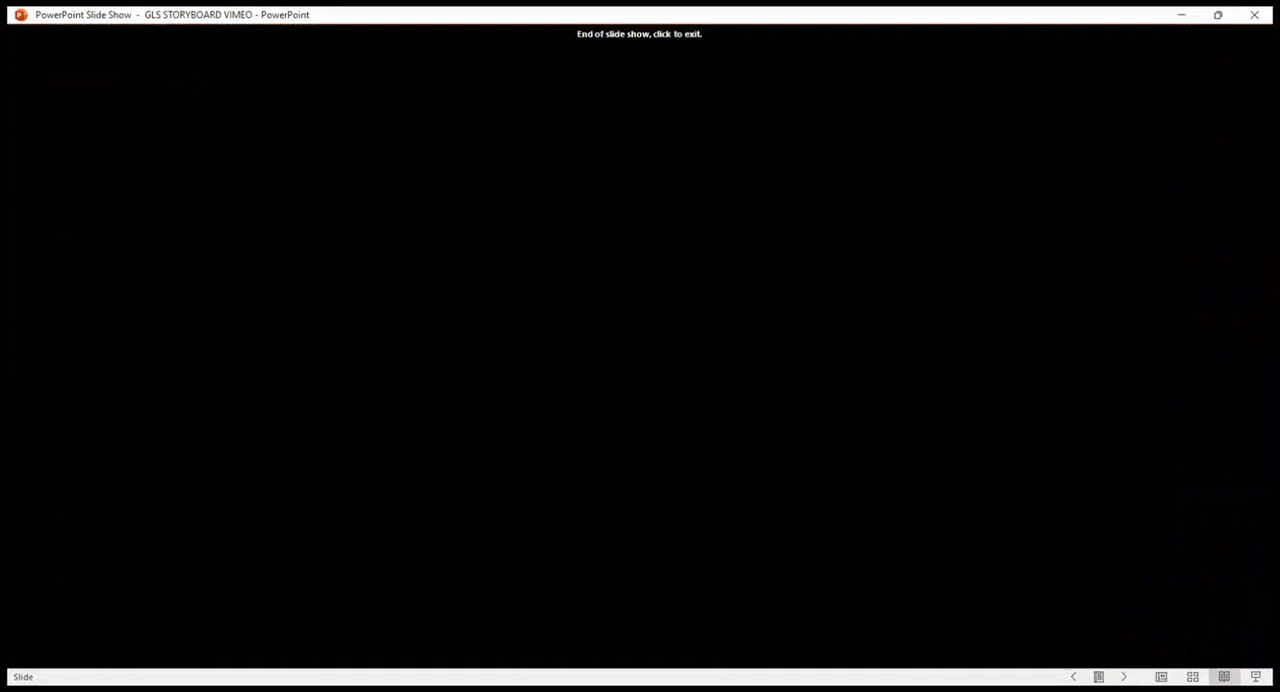 PowerPoint Slide Show - GLS STORYBOARD VIMEO - PowerPoint
End of slide show, click to exit.
Slide